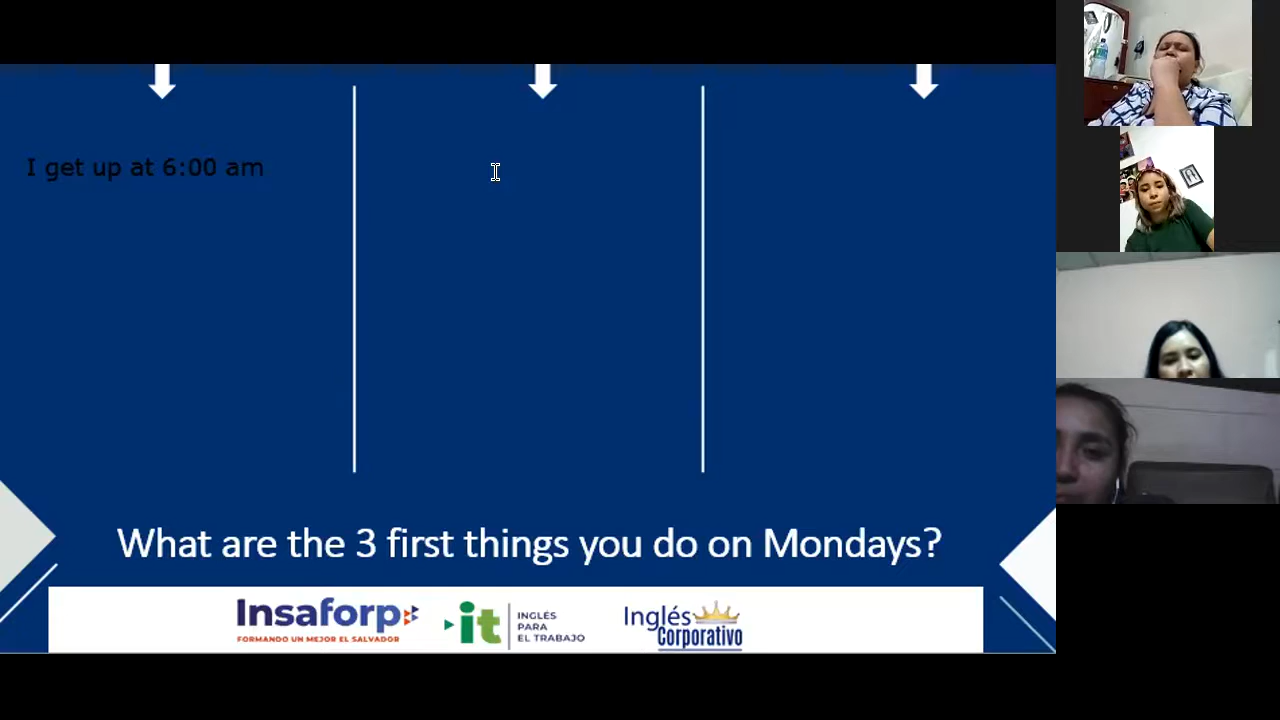 I get up at 6:00 am
What are the 3 first things you do on Mondays?
Insaforp
FORMANDO UN MEJOR EL SALVADOR
it
INGLÉS
PARA
EL TRABAJO
Inglés
Corporativo